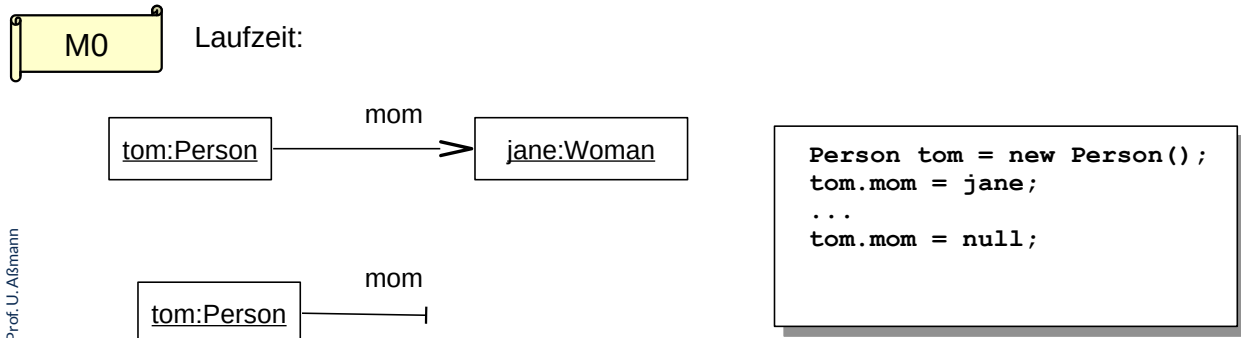 M0
Laufzeit:
mom
tom:Person
jane:Woman
mom
tom:Person
Person tom = new Person();
tom.mom = jane;
...
tom.mom = null;
Prof. U. Aßmann